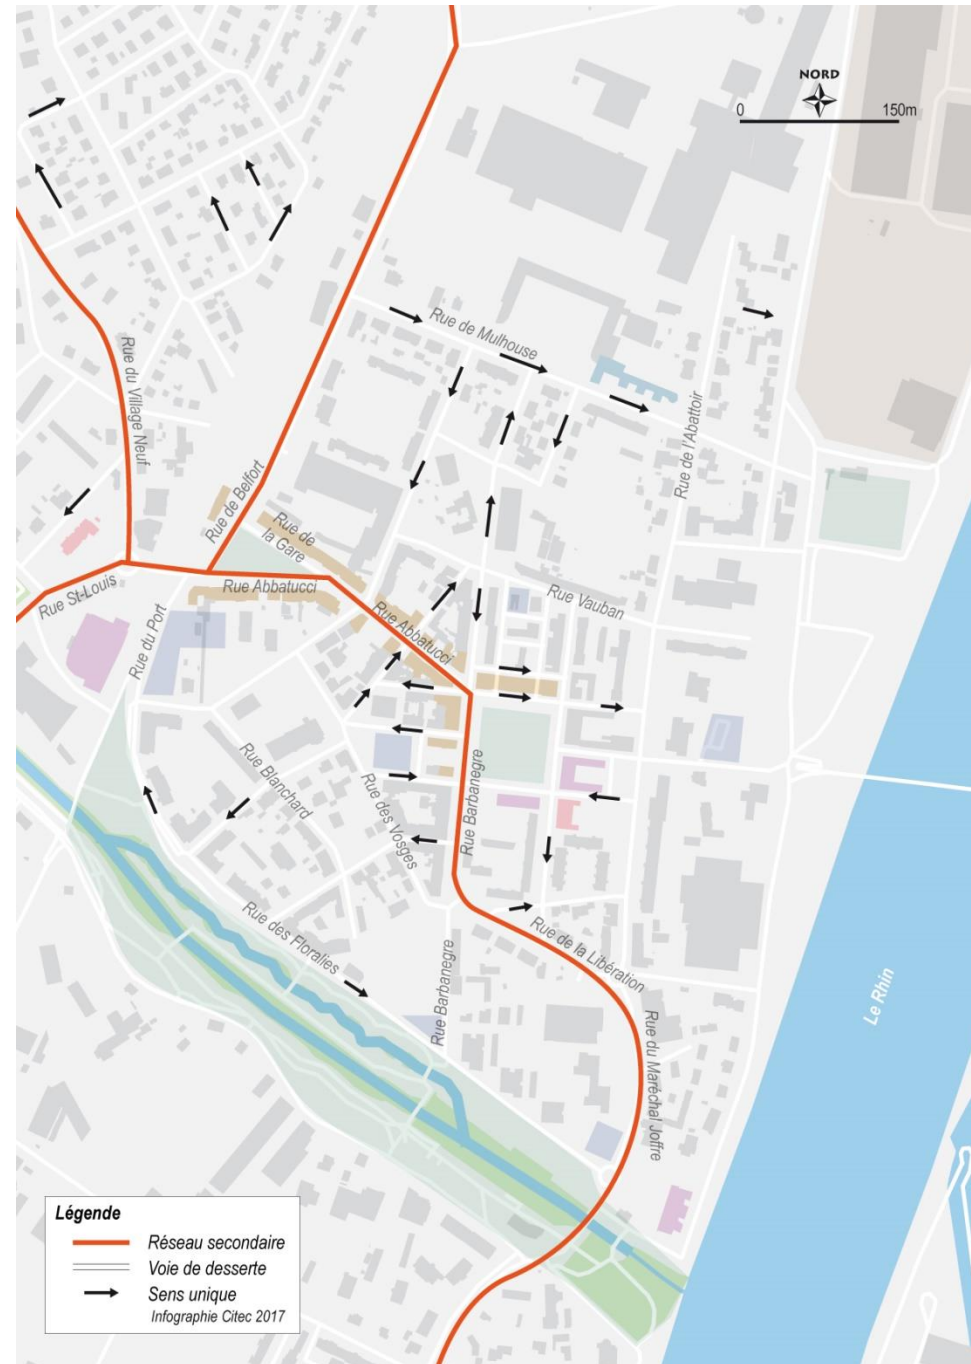 NORD
0 150m
Rue de Mulhouse
Rue du Village Neuf
Rue de l'Abattoir
Rue de Belfort
Rue de
la Gare
Rue St-Louis
Rue Abbatucci
Rue Vauban
Rue Abbatucci
Rue du Port
Rue Blanchard
Rue des Vosges
Rue Barbanegre
Rue des Floralies
Rue de la Libération
Rue Barbanegre
Le Rhin
Rue du Maréchal Joffre
Légende
Réseau secondaire
Voie de desserte
Sens unique
Infographie Citec 2017